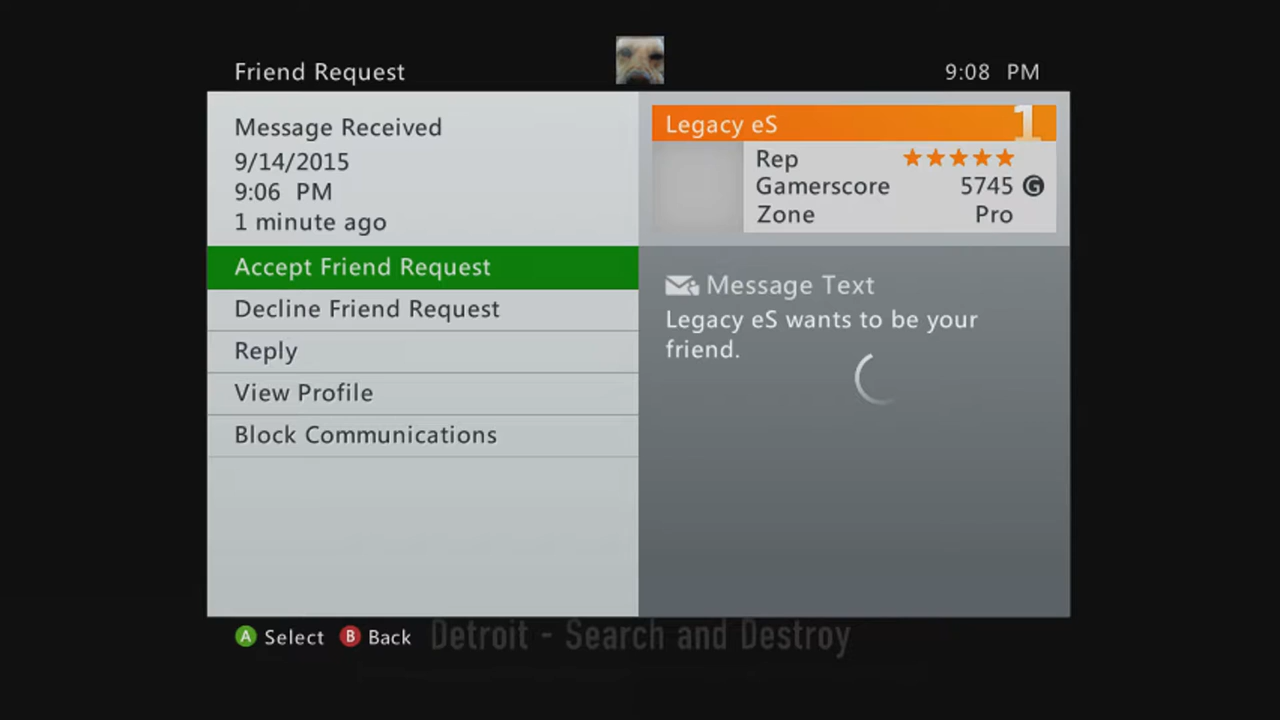 Friend Request
9:08 PM
Message Received
9/14/2015
9:06 PM
1 minute ago
Accept Friend Request
Decline Friend Request
Reply
View Profile
Block Communications
Legacy eS
1
Rep
Gamerscore 5745 G
Zone Pro
Message Text
Legacy eS wants to be your
friend.
A Select B Back
Detroit - Search and Destroy